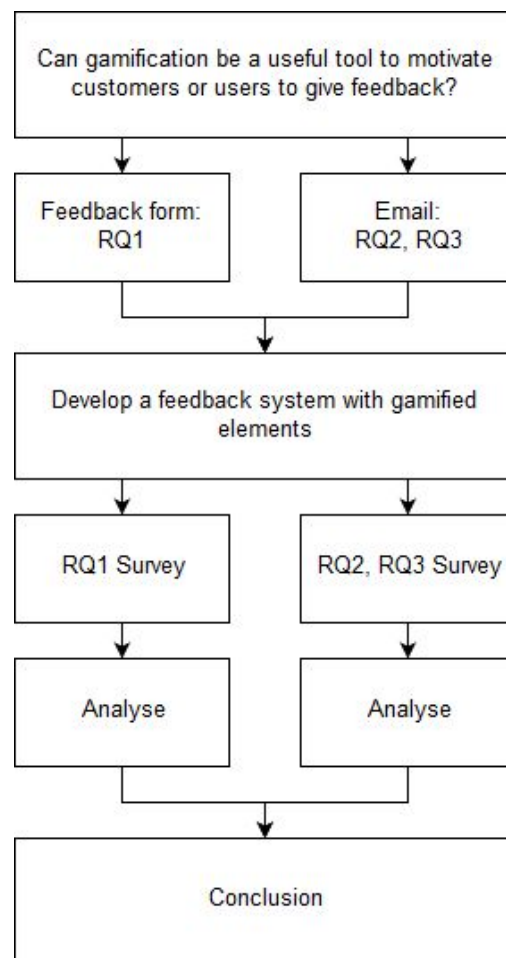 Can gamification be a useful tool to motivate
customers or users to give feedback?
Feedback form:
RQ1
Email:
RQ2, RQ3
Develop a feedback system with gamified
elements
RQ1 Survey
RQ2, RQ3 Survey
Analyse
Analyse
Conclusion